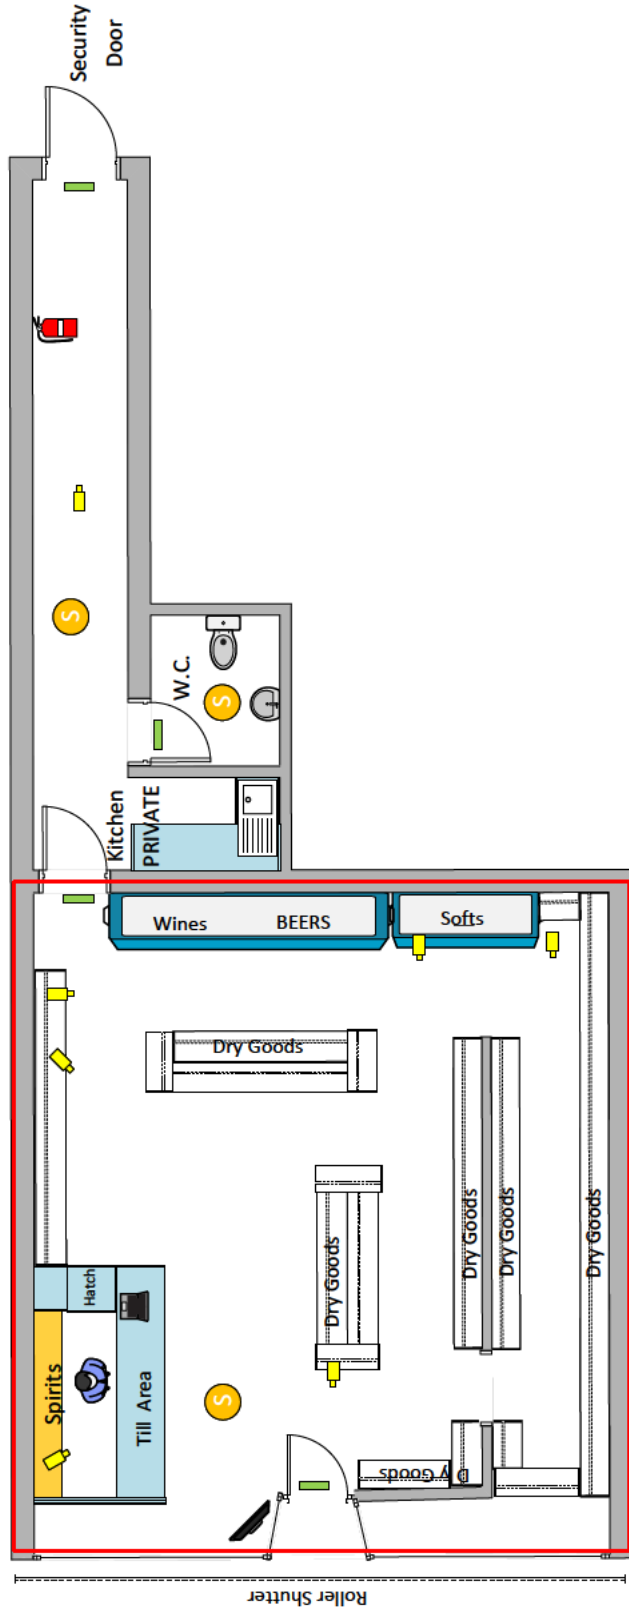 Security
Door
S
W.C.
S
Kitchen
PRIVATE
Wines
BEERS
Softs
Dry Goods
Dry Goods
Dry Goods
Dry Goods
Dry Goods
Hatch
Spirits
Till Area
S
Dry Goods
Roller Shutter